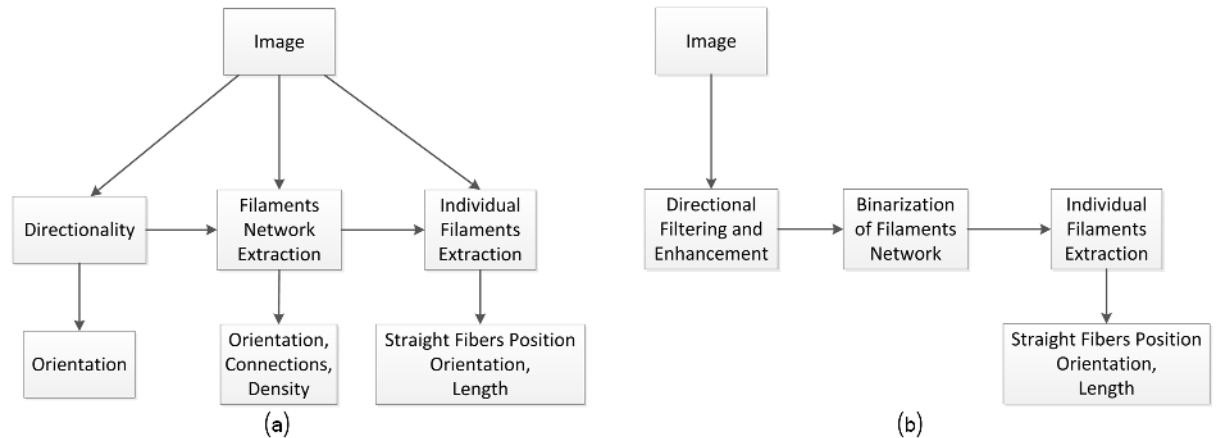 Image
Directionality
Filaments
Network
Extraction
Individual
Filaments
Extraction
Orientation
Orientation,
Connections,
Density
Straight Fibers Position
Orientation,
Length
(a)
Image
Directional
Filtering and
Enhancement
Binarization
of Filaments
Network
Individual
Filaments
Extraction
Straight Fibers Position
Orientation,
Length
(b)